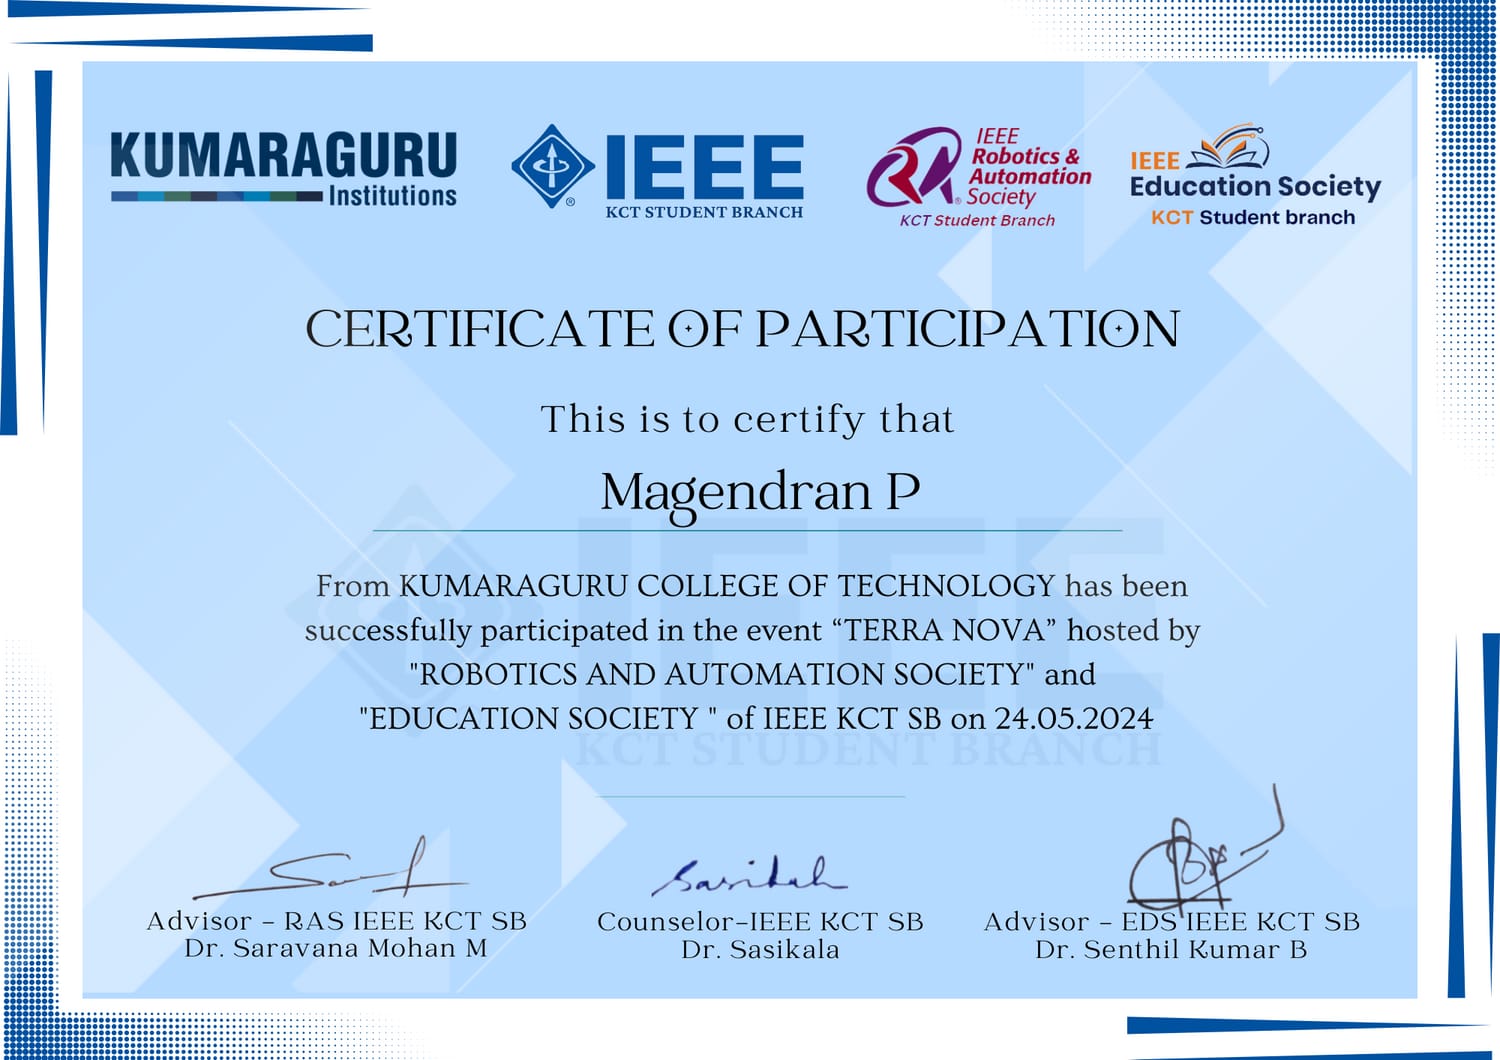 KUMARAGURU
Institutions
IEEE
KCT STUDENT BRANCH
IEEE
Robotics &
Automation
Society
KCT Student Branch
IEEE
Education Society
KCT Student branch
CERTIFICATE OF PARTICIPATION
This is to certify that
Magendran P
From KUMARAGURU COLLEGE OF TECHNOLOGY has been
successfully participated in the event “TERRA NOVA” hosted by
"ROBOTICS AND AUTOMATION SOCIETY" and
"EDUCATION SOCIETY " of IEEE KCT SB on 24.05.2024
IEEE
KCT STUDENT BRANCH
Sasikala
Advisor - RAS IEEE KCT SB
Dr. Saravana Mohan M
Counselor-IEEE KCT SB
Dr. Sasikala
Advisor - EDS IEEE KCT SB
Dr. Senthil Kumar B